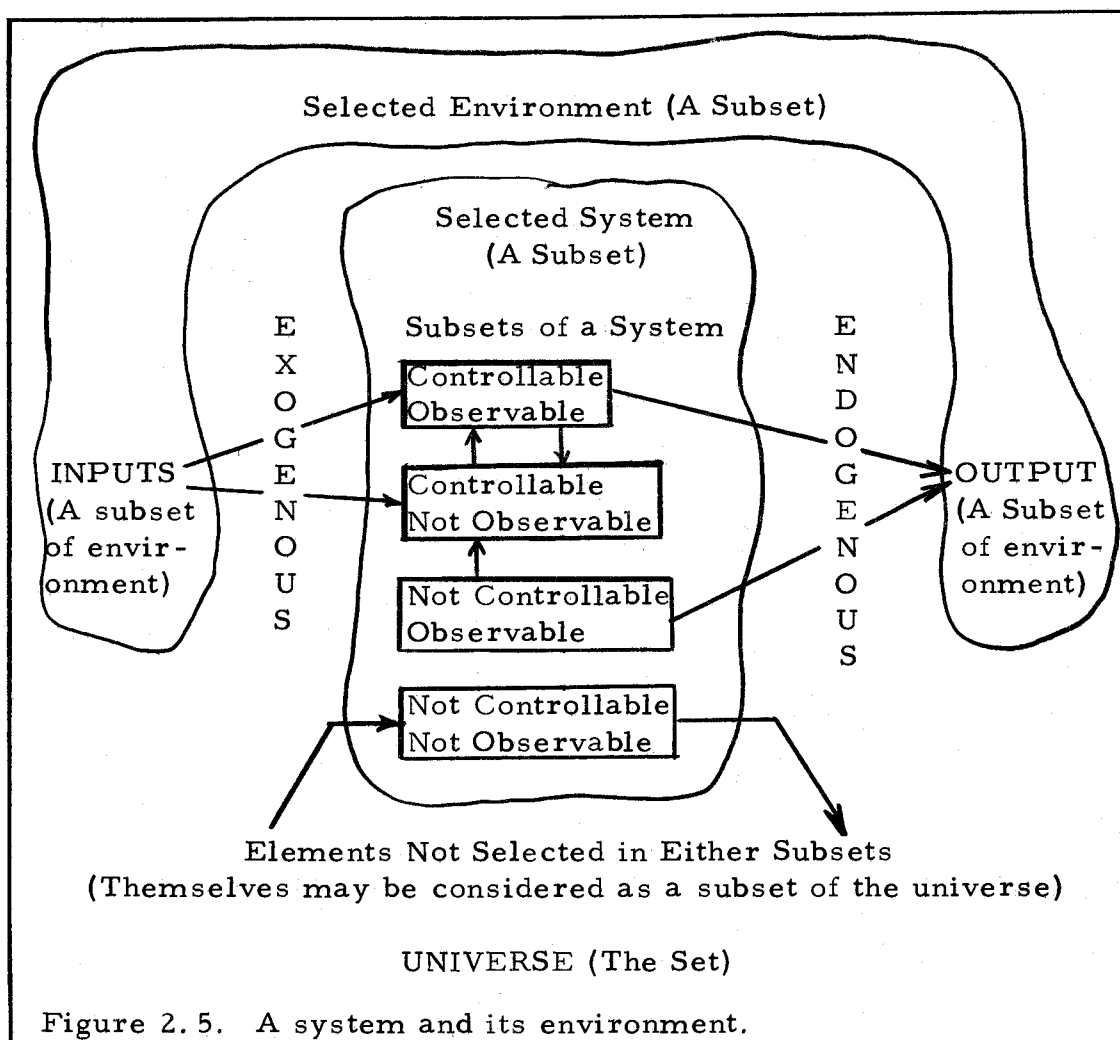 Selected Environment (A Subset)
Selected System
(A Subset)
EXOGENOUS
ENDOGENOUS
Subsets of a System
Controllable
Observable
INPUTS
(A subset
of envir-
onment)
Controllable
Not Observable
OUTPUT
(A Subset
of envir-
onment)
Not Controllable
Observable
Not Controllable
Not Observable
Elements Not Selected in Either Subsets
(Themselves may be considered as a subset of the universe)
UNIVERSE (The Set)
Figure 2.5. A system and its environment.